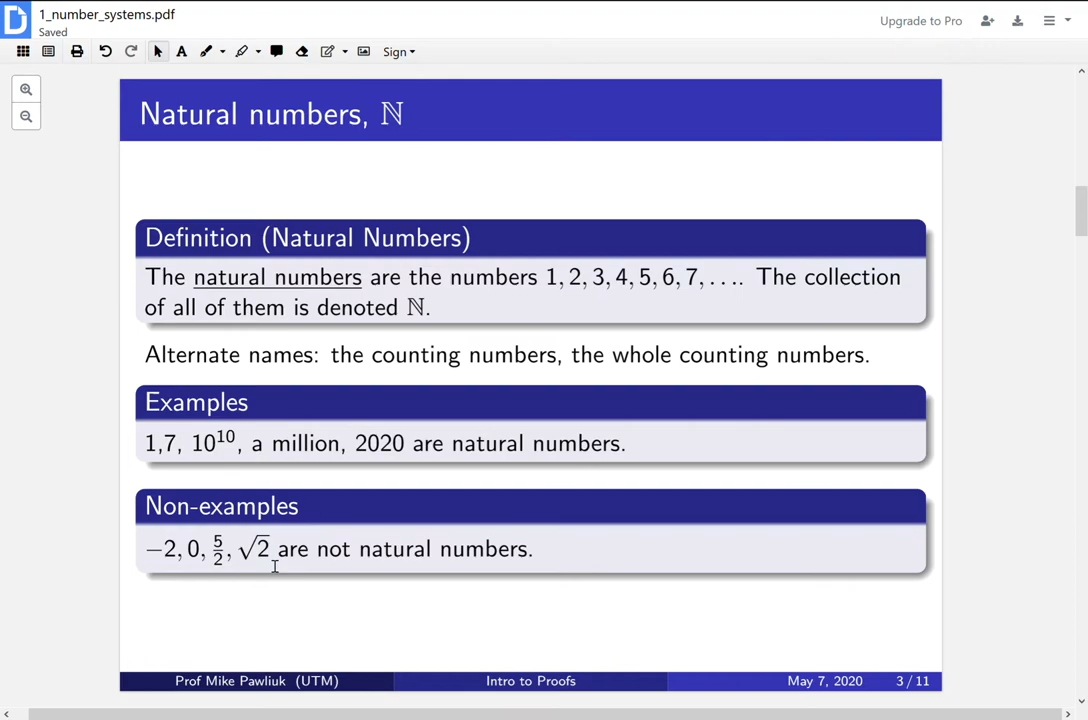 1_number_systems.pdf
Saved
Upgrade to Pro
A
Sign
Natural numbers, ℕ
Definition (Natural Numbers)
The natural numbers are the numbers 1, 2, 3, 4, 5, 6, 7, . . .. The collection
of all of them is denoted ℕ.
Alternate names: the counting numbers, the whole counting numbers.
Examples
1,7, 10¹⁰, a million, 2020 are natural numbers.
Non-examples
−2, 0, 5/2, √2 are not natural numbers.
Prof Mike Pawliuk (UTM) Intro to Proofs May 7, 2020 3 / 11